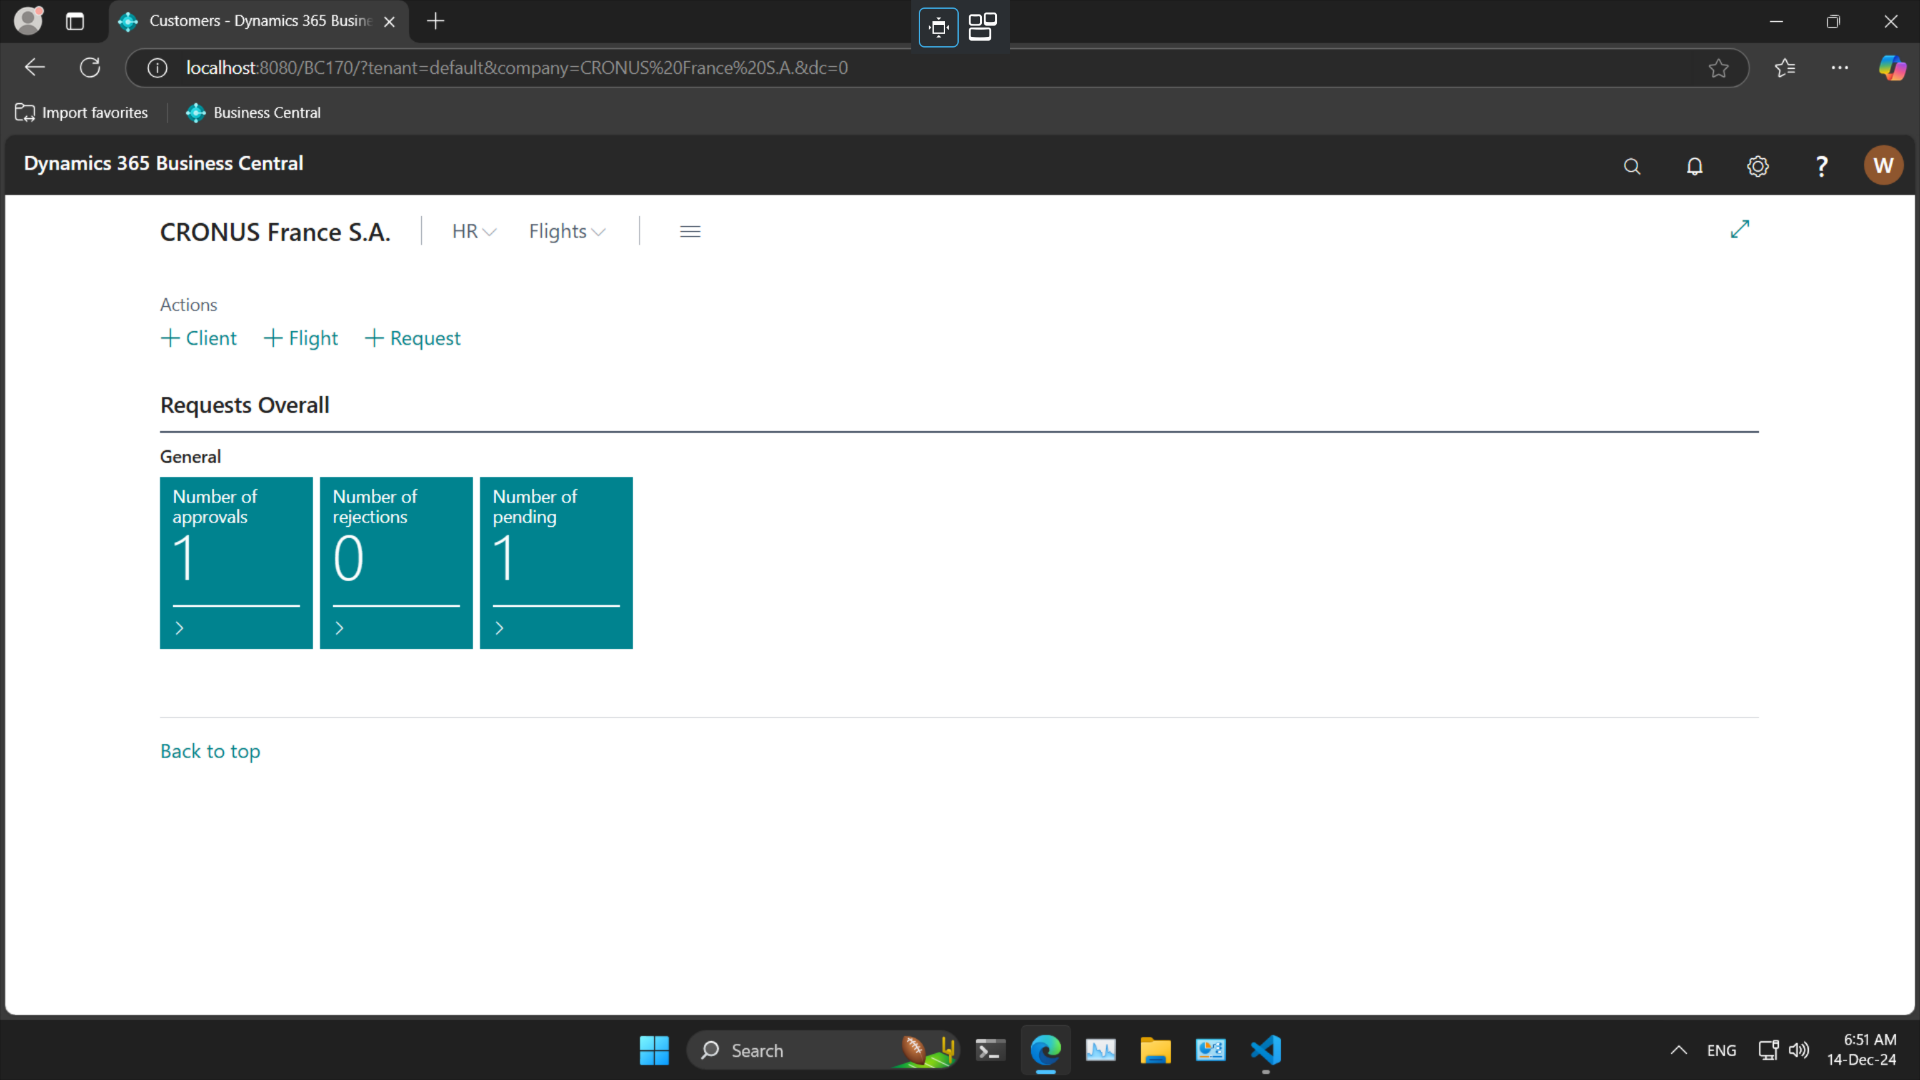 Customers - Dynamics 365 Busine
localhost:8080/BC170/?tenant=default&company=CRONUS%20France%20S.A.&dc=0
Import favorites
Business Central
Dynamics 365 Business Central
?
W
CRONUS France S.A.
HR
Flights
Actions
+ Client
+ Flight
+ Request
Requests Overall
General
Number of
approvals
1
Number of
rejections
0
Number of
pending
1
Back to top
Search
ENG
6:51 AM
14-Dec-24